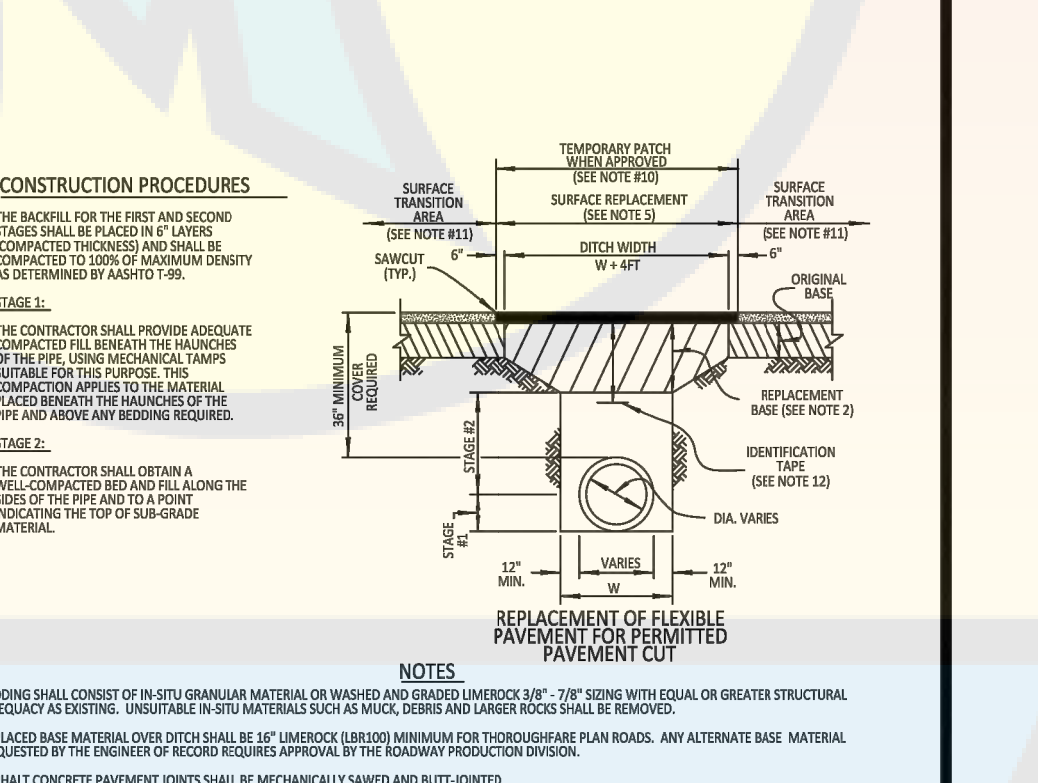 CONSTRUCTION PROCEDURES
THE BACKFILL FOR THE FIRST AND SECOND
STAGES SHALL BE PLACED IN 6" LAYERS
(COMPACTED THICKNESS) AND SHALL BE
COMPACTED TO 100% OF MAXIMUM DENSITY
AS DETERMINED BY AASHTO T-99.
STAGE 1:
THE CONTRACTOR SHALL PROVIDE ADEQUATE
COMPACTED FILL BENEATH THE HAUNCHES
OF THE PIPE, USING MECHANICAL TAMPS
SUITABLE FOR THIS PURPOSE. THIS
COMPACTION APPLIES TO THE MATERIAL
PLACED BENEATH THE HAUNCHES OF THE
PIPE AND ABOVE ANY BEDDING REQUIRED.
STAGE 2:
THE CONTRACTOR SHALL OBTAIN A
WELL-COMPACTED BED AND FILL ALONG THE
SIDES OF THE PIPE AND TO A POINT
INDICATING THE TOP OF SUB-GRADE
MATERIAL.
TEMPORARY PATCH
WHEN APPROVED
(SEE NOTE #10)
SURFACE
TRANSITION
AREA
(SEE NOTE #11)
SURFACE REPLACEMENT
(SEE NOTE 5)
SURFACE
TRANSITION
AREA
(SEE NOTE #11)
6"
DITCH WIDTH
W + 4FT
6"
SAWCUT
(TYP.)
ORIGINAL
BASE
36" MINIMUM
COVER
REQUIRED
REPLACEMENT
BASE (SEE NOTE 2)
STAGE #2
IDENTIFICATION
TAPE
(SEE NOTE 12)
STAGE
#1
DIA. VARIES
12"
MIN.
VARIES
12"
MIN.
W
REPLACEMENT OF FLEXIBLE
PAVEMENT FOR PERMITTED
PAVEMENT CUT
NOTES
DING SHALL CONSIST OF IN-SITU GRANULAR MATERIAL OR WASHED AND GRADED LIMEROCK 3/8" - 7/8" SIZING WITH EQUAL OR GREATER STRUCTURAL
EQUACY AS EXISTING. UNSUITABLE IN-SITU MATERIALS SUCH AS MUCK, DEBRIS AND LARGER ROCKS SHALL BE REMOVED.
LACED BASE MATERIAL OVER DITCH SHALL BE 16" LIMEROCK (LBR100) MINIMUM FOR THOROUGHFARE PLAN ROADS. ANY ALTERNATE BASE MATERIAL
QUESTED BY THE ENGINEER OF RECORD REQUIRES APPROVAL BY THE ROADWAY PRODUCTION DIVISION.
HALT CONCRETE PAVEMENT JOINTS SHALL BE MECHANICALLY SAWED AND BUTT-JOINTED